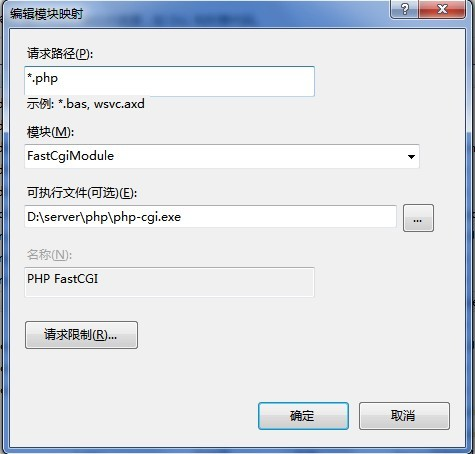 编辑模块映射
请求路径(P):
*.php
示例: *.bas, wsvc.axd
模块(M):
FastCgiModule
可执行文件(可选)(E):
D:\server\php\php-cgi.exe
...
名称(N):
PHP FastCGI
请求限制(R)...
确定
取消